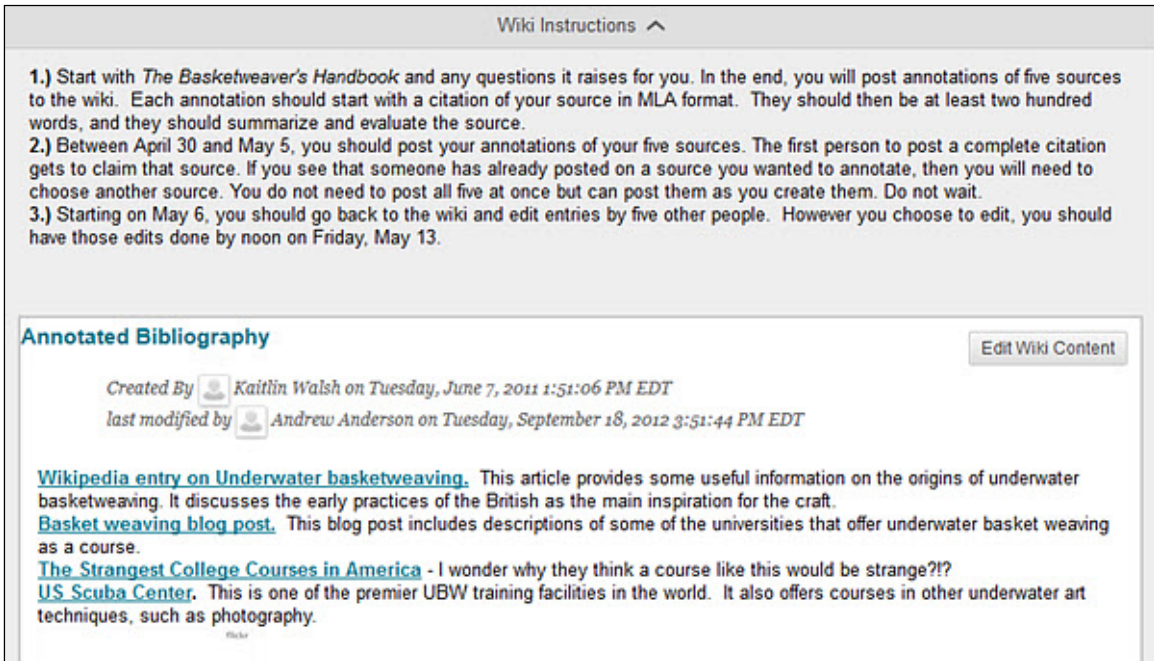 Wiki Instructions
1.) Start with The Basketweaver's Handbook and any questions it raises for you. In the end, you will post annotations of five sources
to the wiki. Each annotation should start with a citation of your source in MLA format. They should then be at least two hundred
words, and they should summarize and evaluate the source.
2.) Between April 30 and May 5, you should post your annotations of your five sources. The first person to post a complete citation
gets to claim that source. If you see that someone has already posted on a source you wanted to annotate, then you will need to
choose another source. You do not need to post all five at once but can post them as you create them. Do not wait.
3.) Starting on May 6, you should go back to the wiki and edit entries by five other people. However you choose to edit, you should
have those edits done by noon on Friday, May 13.
Annotated Bibliography
Edit Wiki Content
Created By Kaitlin Walsh on Tuesday, June 7, 2011 1:51:06 PM EDT
last modified by Andrew Anderson on Tuesday, September 18, 2012 3:51:44 PM EDT
Wikipedia entry on Underwater basketweaving. This article provides some useful information on the origins of underwater
basketweaving. It discusses the early practices of the British as the main inspiration for the craft.
Basket weaving blog post. This blog post includes descriptions of some of the universities that offer underwater basket weaving
as a course.
The Strangest College Courses in America - I wonder why they think a course like this would be strange?!?
US Scuba Center. This is one of the premier UBW training facilities in the world. It also offers courses in other underwater art
techniques, such as photography.
flickr